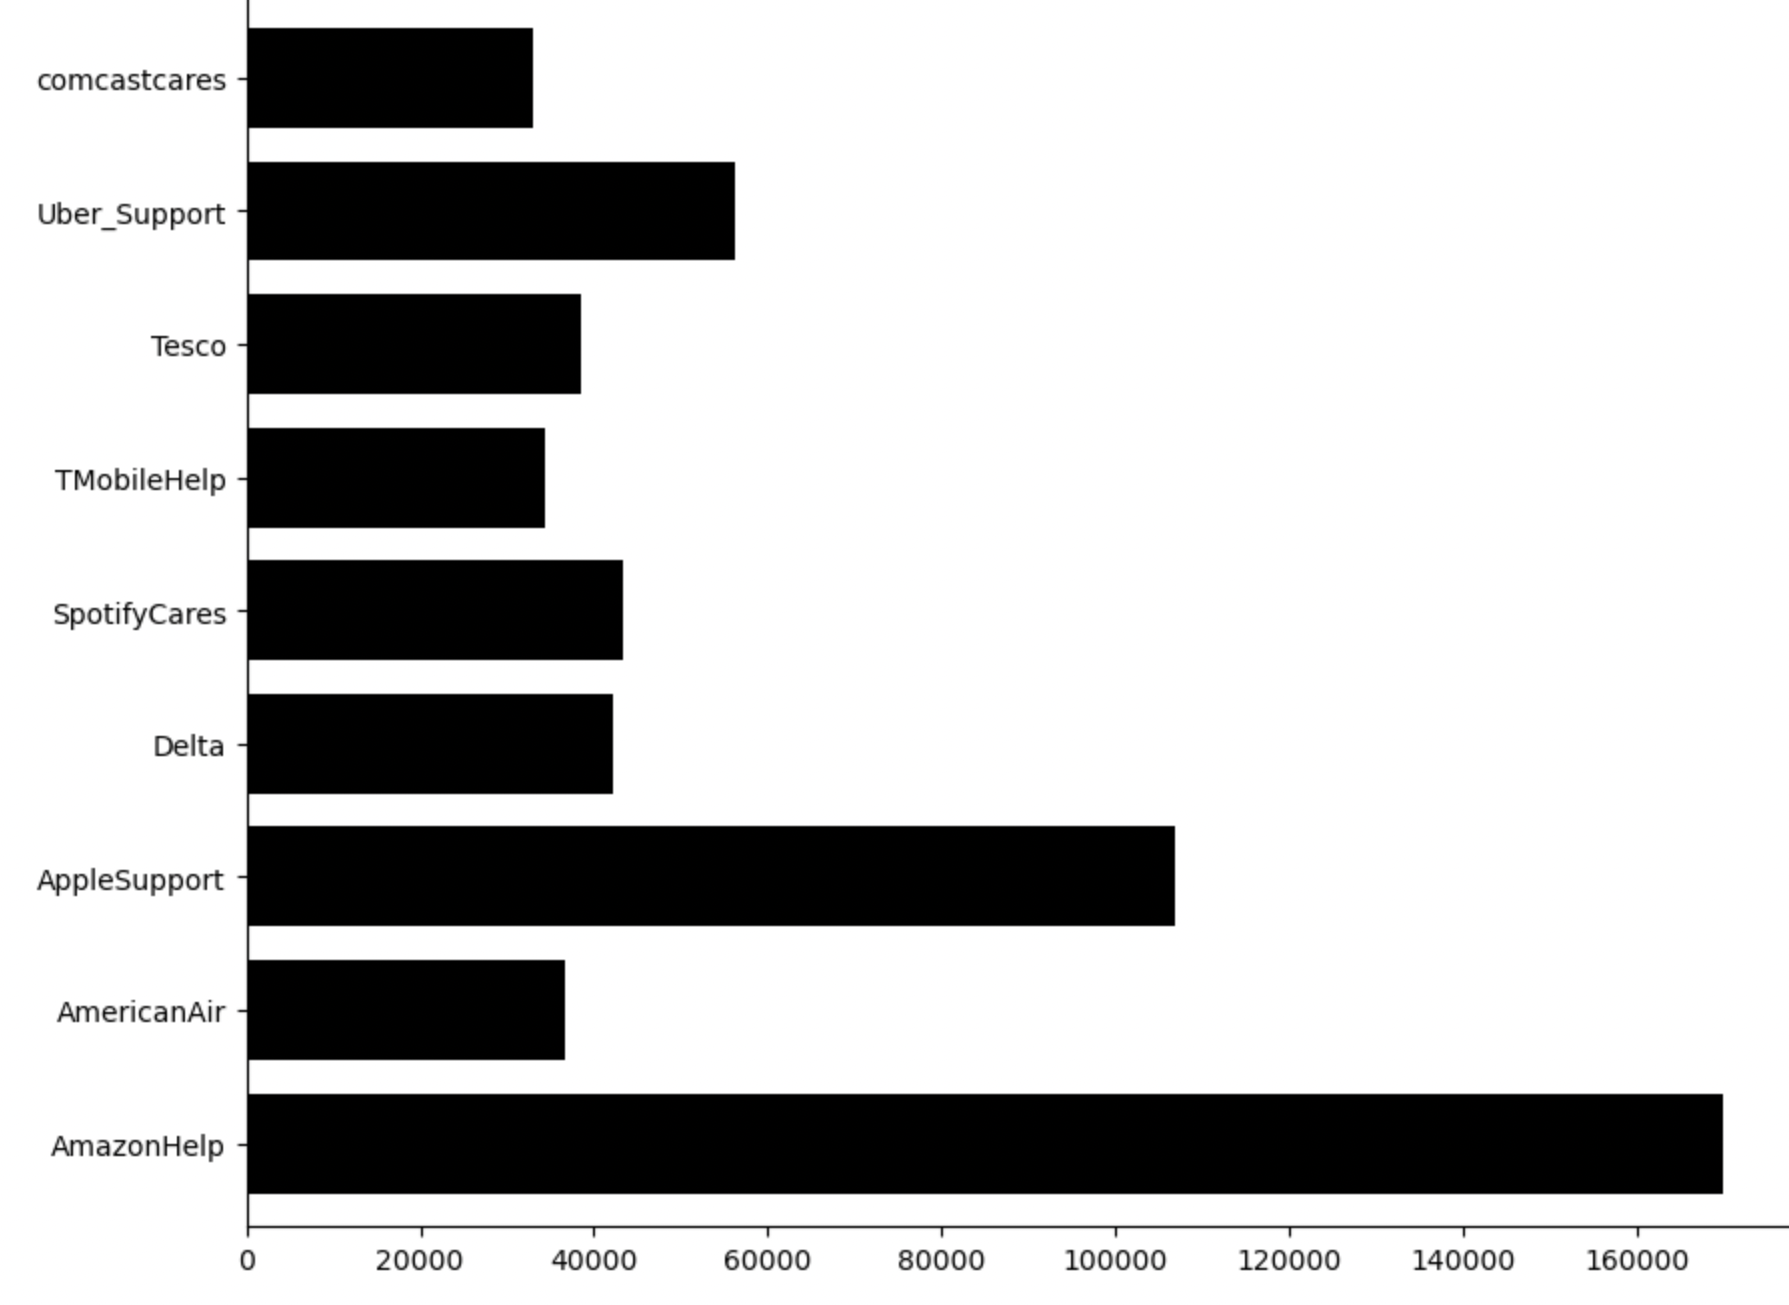 comcastcares
Uber_Support
Tesco
TMobileHelp
SpotifyCares
Delta
AppleSupport
AmericanAir
AmazonHelp
0 20000 40000 60000 80000 100000 120000 140000 160000